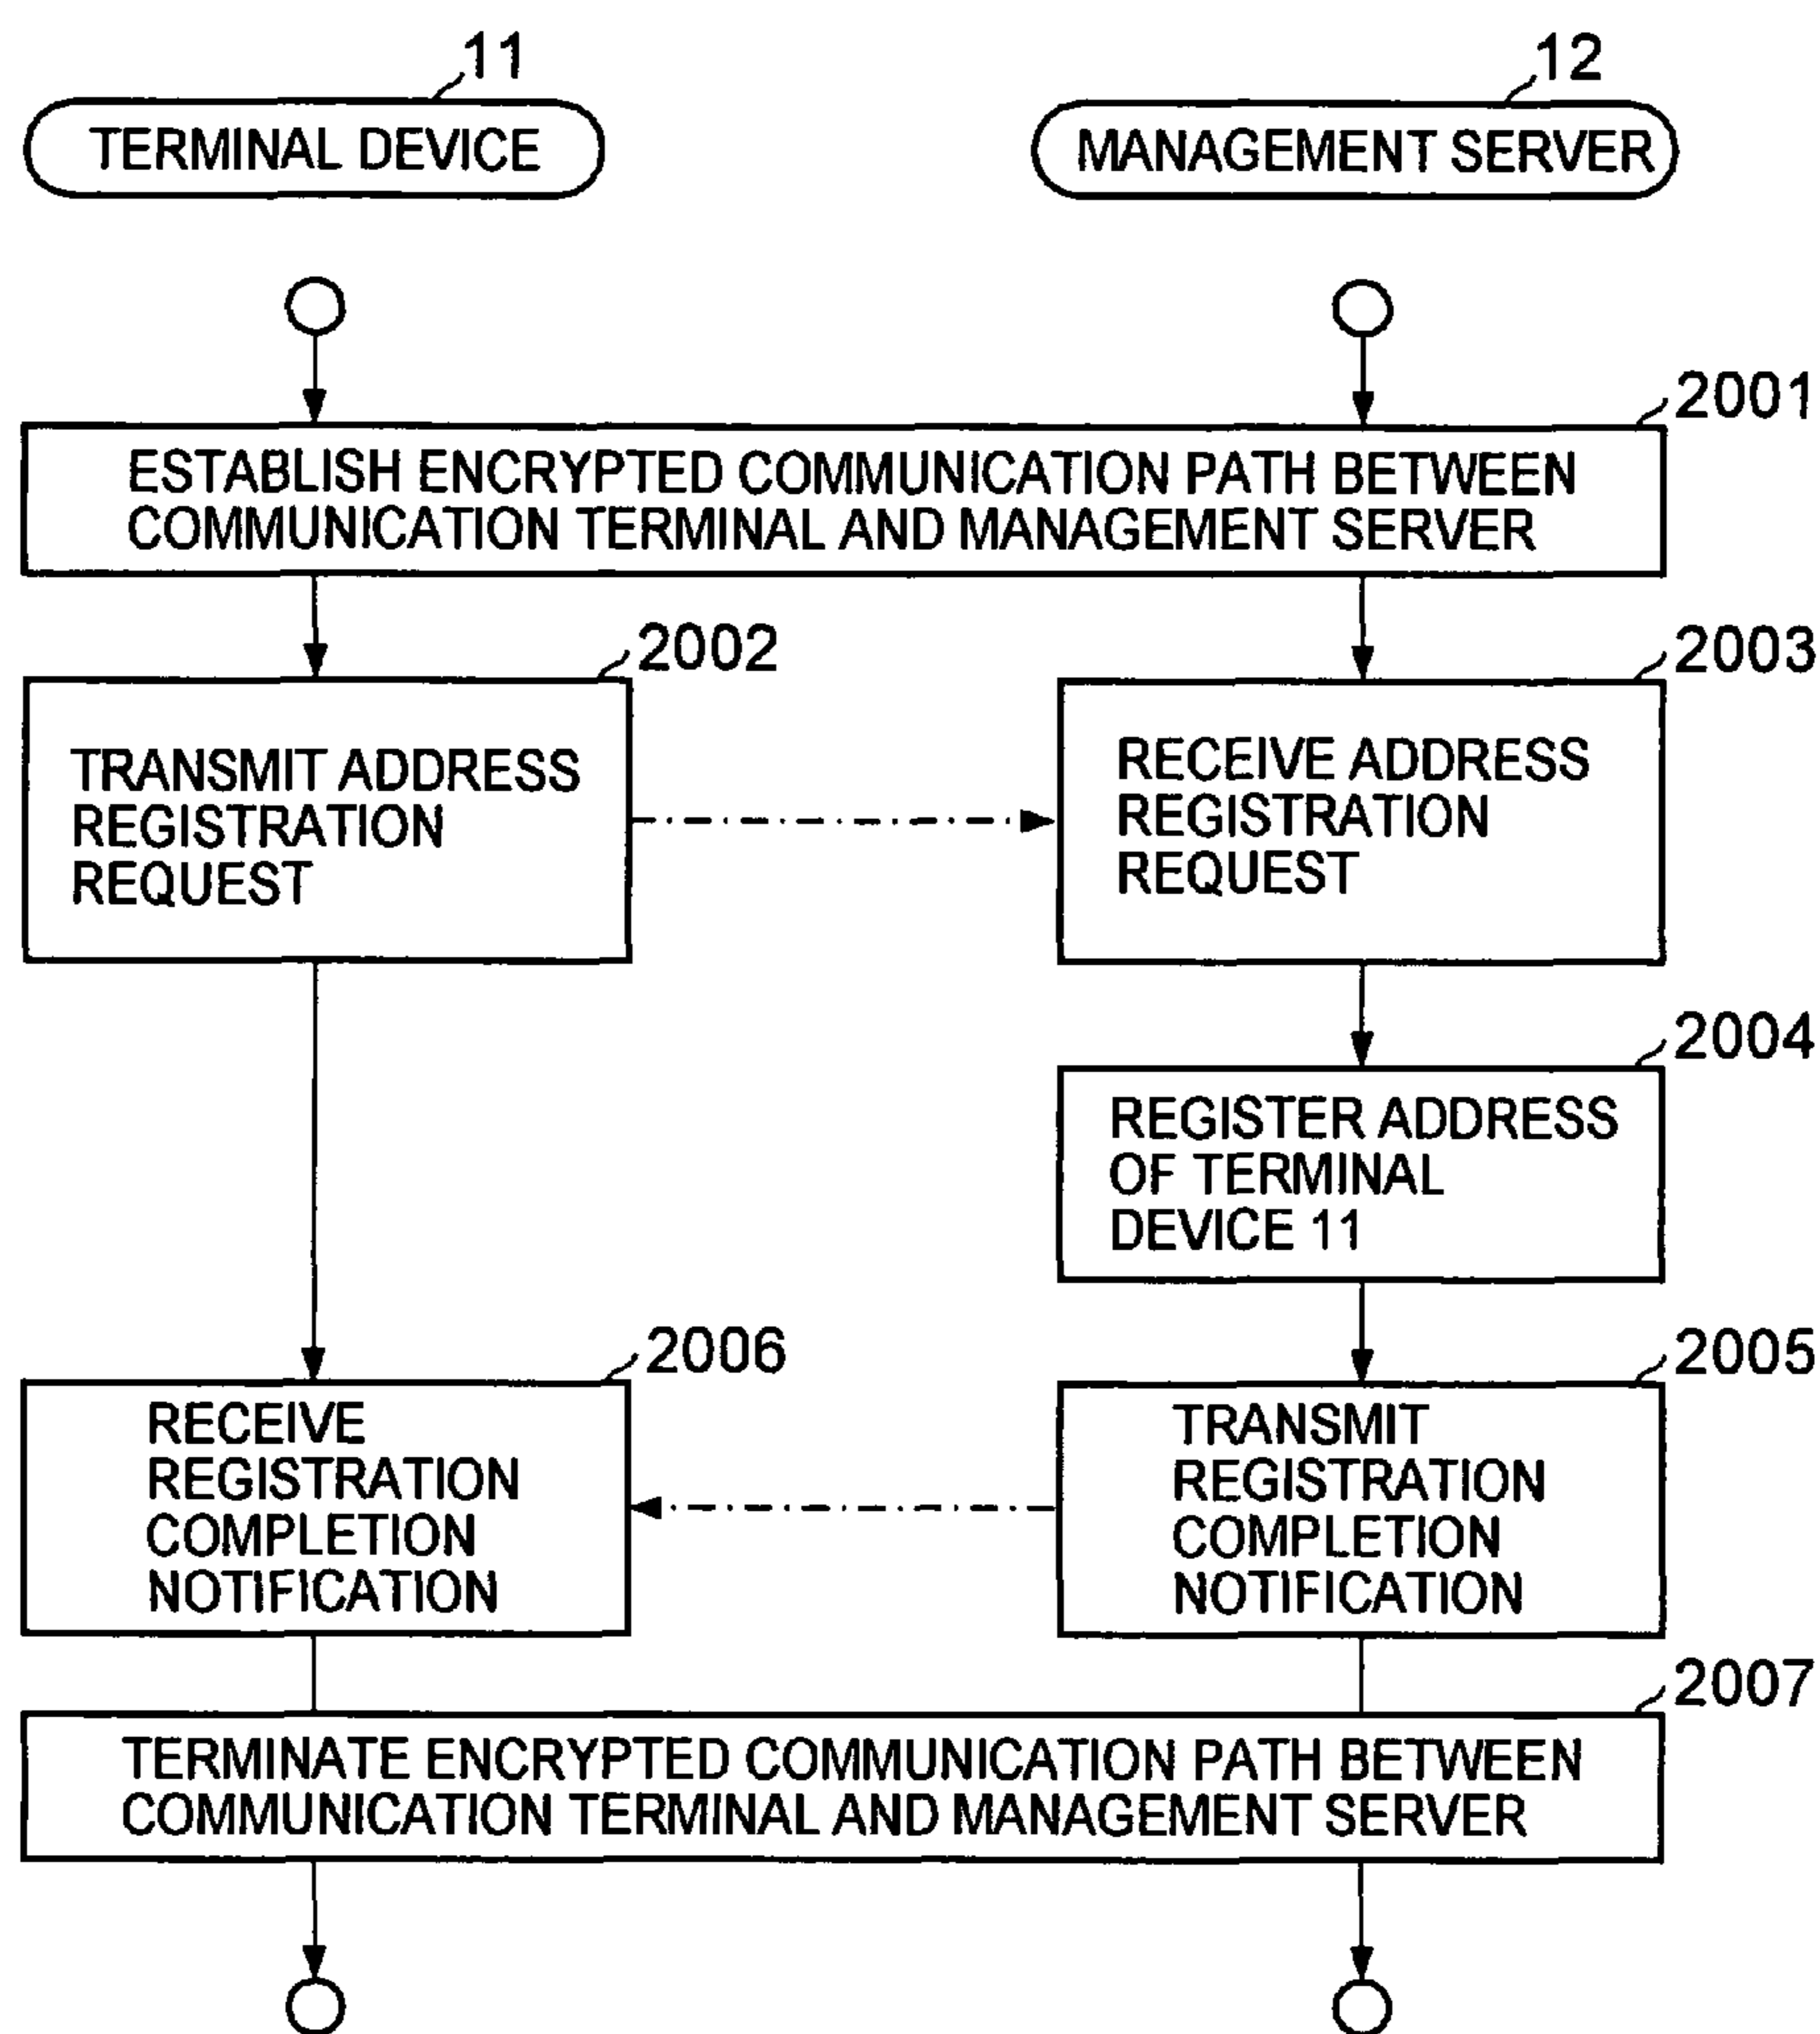 11
12
TERMINAL DEVICE
MANAGEMENT SERVER
2001
ESTABLISH ENCRYPTED COMMUNICATION PATH BETWEEN
COMMUNICATION TERMINAL AND MANAGEMENT SERVER
2002
2003
TRANSMIT ADDRESS
REGISTRATION
REQUEST
RECEIVE ADDRESS
REGISTRATION
REQUEST
2004
REGISTER ADDRESS
OF TERMINAL
DEVICE 11
2006
2005
RECEIVE
REGISTRATION
COMPLETION
NOTIFICATION
TRANSMIT
REGISTRATION
COMPLETION
NOTIFICATION
2007
TERMINATE ENCRYPTED COMMUNICATION PATH BETWEEN
COMMUNICATION TERMINAL AND MANAGEMENT SERVER